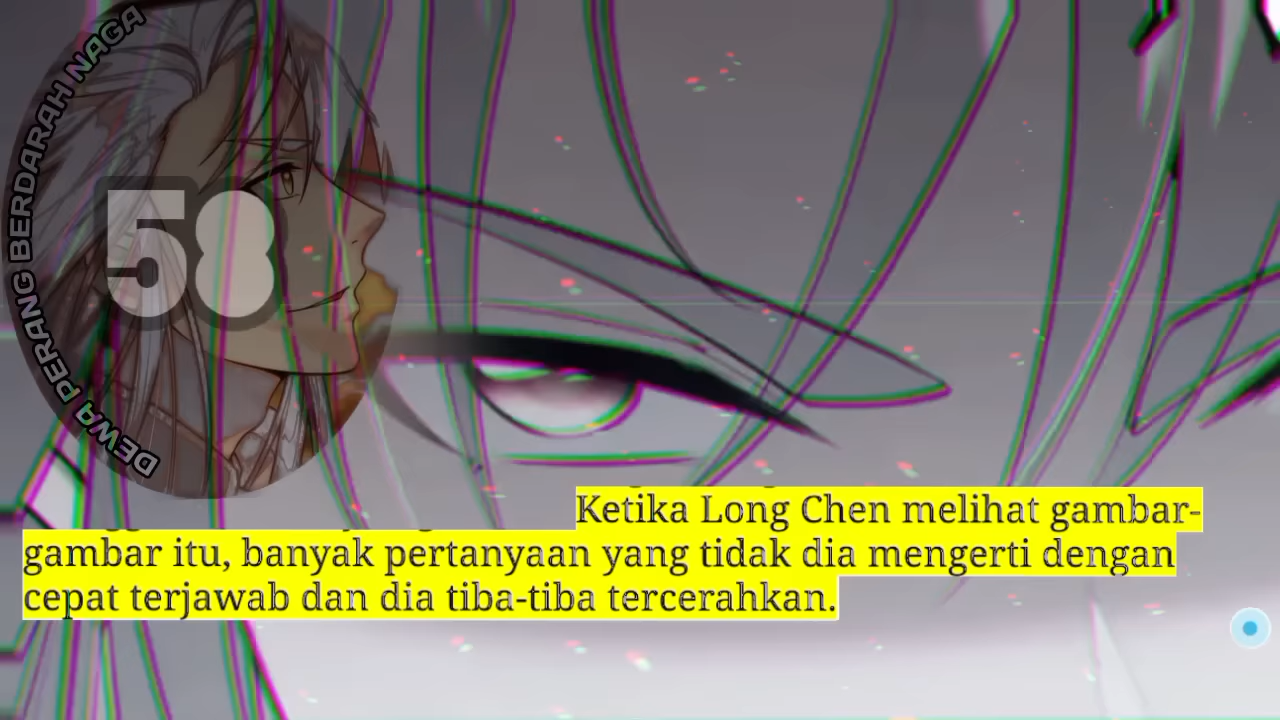 DEWA PERANG BERDARAH NAGA
58
Ketika Long Chen melihat gambar-
gambar itu, banyak pertanyaan yang tidak dia mengerti dengan
cepat terjawab dan dia tiba-tiba tercerahkan.